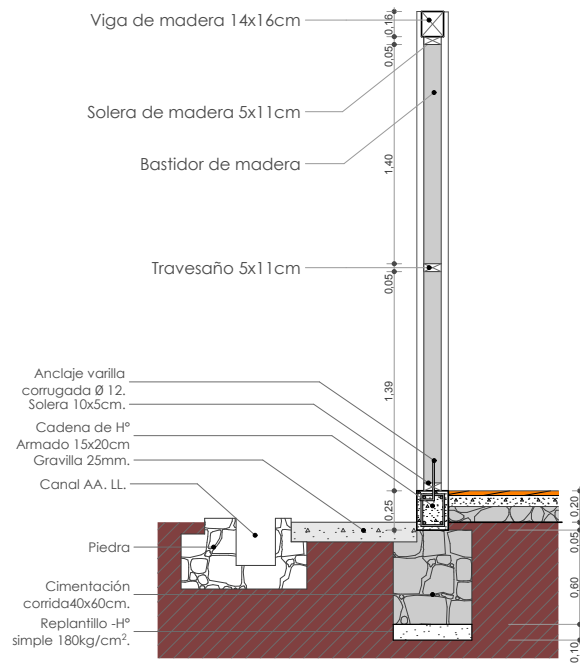 Viga de madera 14x16cm
0,16
0,05
Solera de madera 5x11cm
Bastidor de madera
1,40
Travesaño 5x11cm
0,05
Anclaje varilla
corrugada Ø 12.
Solera 10x5cm.
1,39
Cadena de Hº
Armado 15x20cm
Gravilla 25mm.
Canal AA. LL.
0,25
0,20
Piedra
0,05
Cimentación
corrida40x60cm.
0,60
Replantillo -Hº
simple 180kg/cm².
0,10